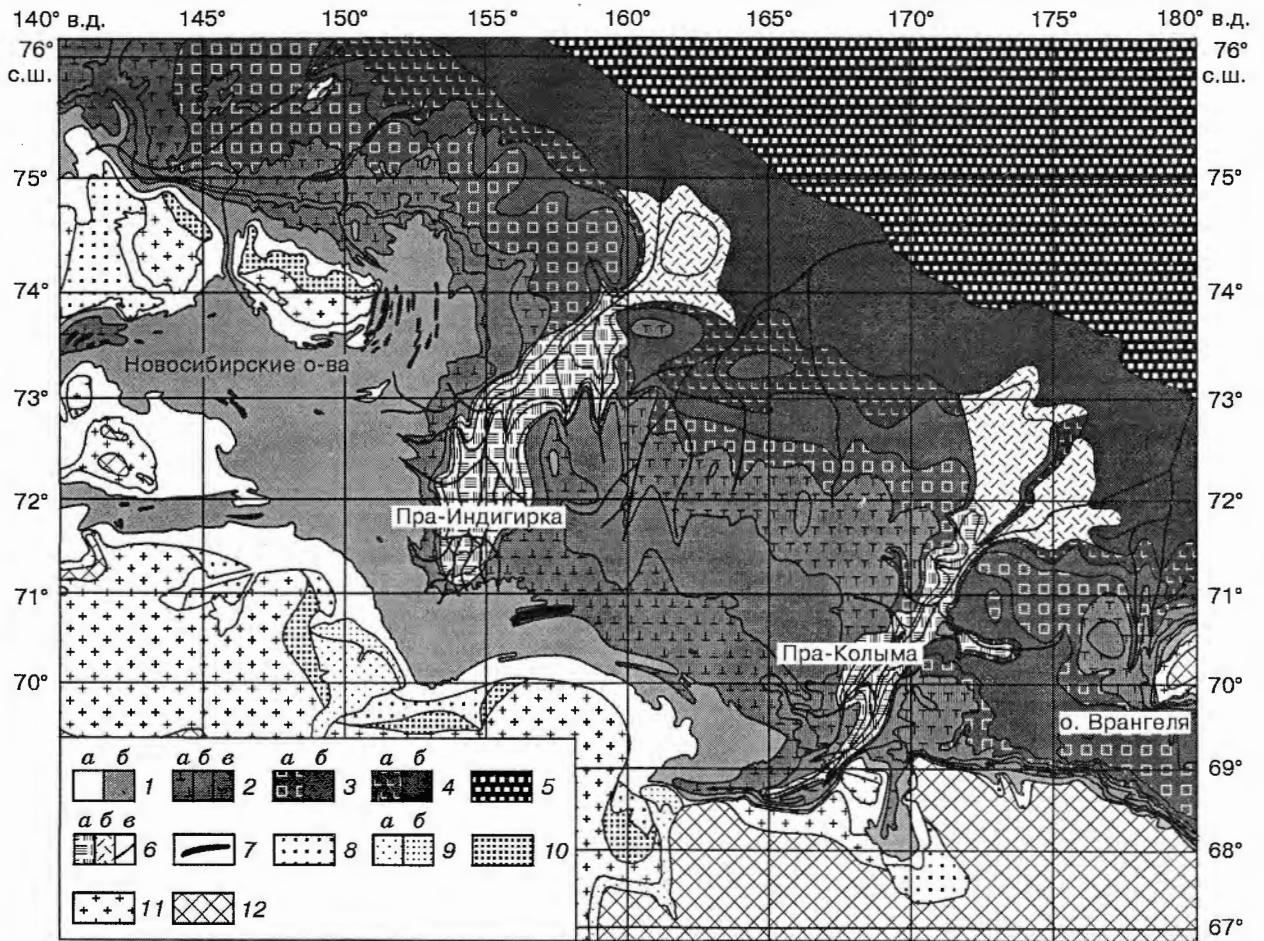 140° в.д. 145° 150° 155° 160° 165° 170° 175° 180° в.д.
76° 76°
с.ш. с.ш.
75° 75°
74° 74°
Новосибирские о-ва
73° 73°
72° 72°
Пра-Индигирка
71° 71°
Пра-Колыма
70° 70°
о. Врангеля
69°
68°
67°
а б 1 а б в 2 а б 3 а б 4 5
а б в 6 7 8 а б 9 10
11 12